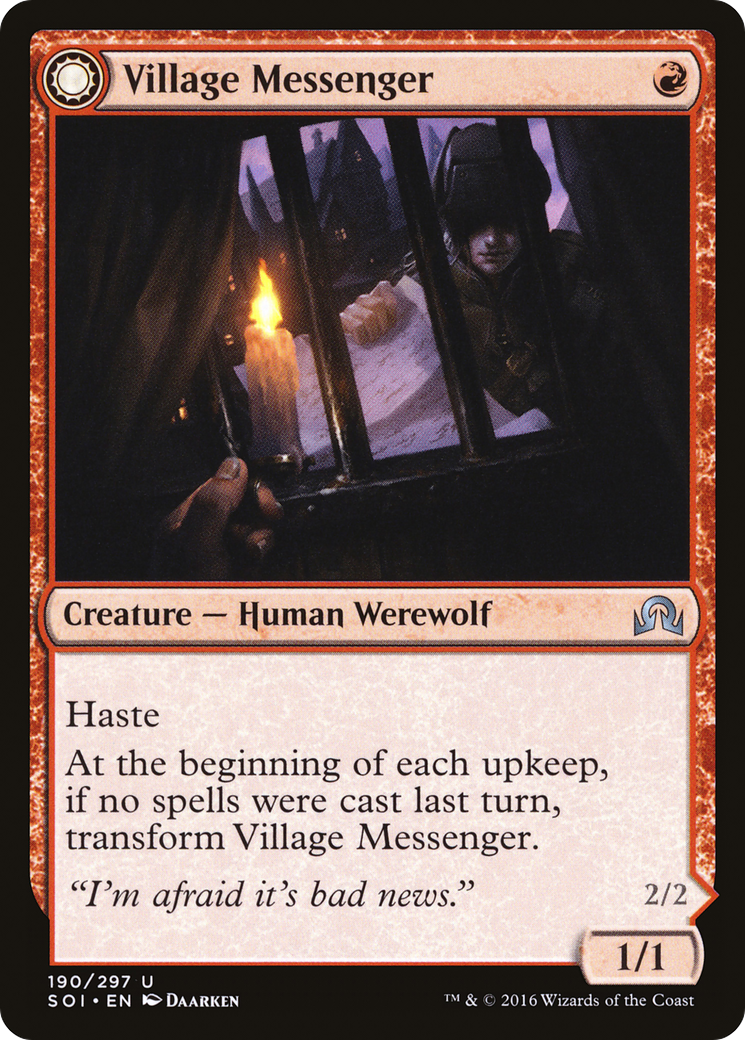 Village Messenger
Creature — Human Werewolf
Haste
At the beginning of each upkeep,
if no spells were cast last turn,
transform Village Messenger.
“I’m afraid it’s bad news.”
2/2
1/1
190/297 U
SOI • EN Daarken
™ & © 2016 Wizards of the Coast